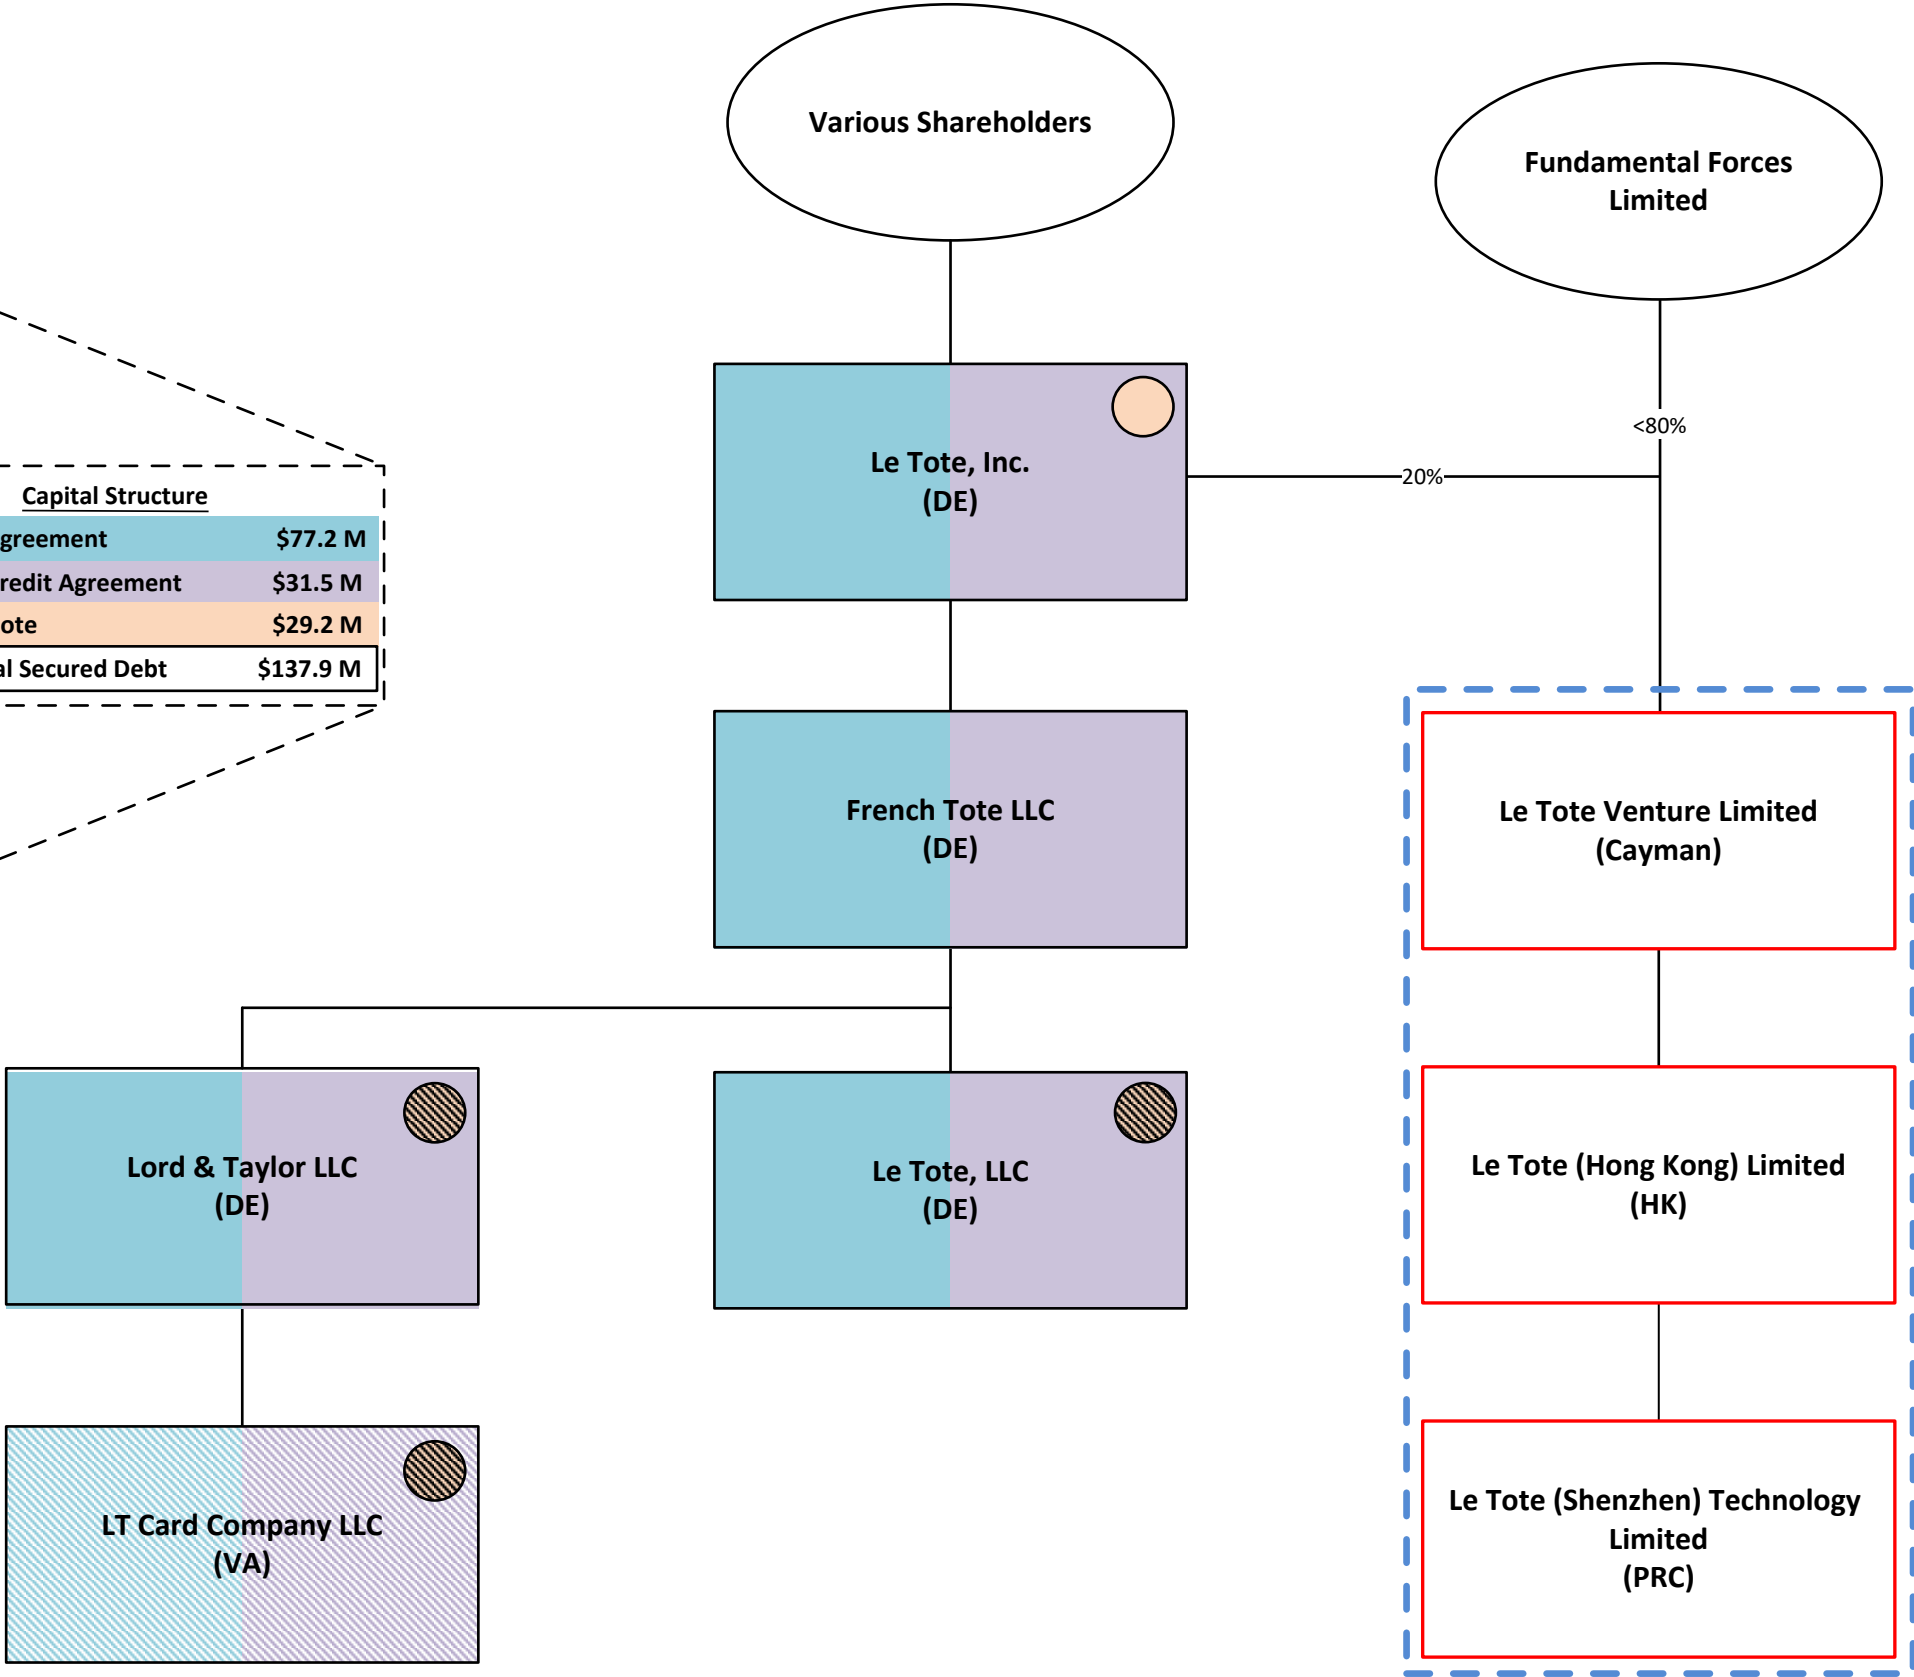 Various Shareholders
Fundamental Forces
Limited
<80%
20%
Le Tote, Inc.
(DE)
Capital Structure
greement $77.2 M
redit Agreement $31.5 M
ote $29.2 M
al Secured Debt $137.9 M
French Tote LLC
(DE)
Le Tote Venture Limited
(Cayman)
Lord & Taylor LLC
(DE)
Le Tote, LLC
(DE)
Le Tote (Hong Kong) Limited
(HK)
LT Card Company LLC
(VA)
Le Tote (Shenzhen) Technology
Limited
(PRC)